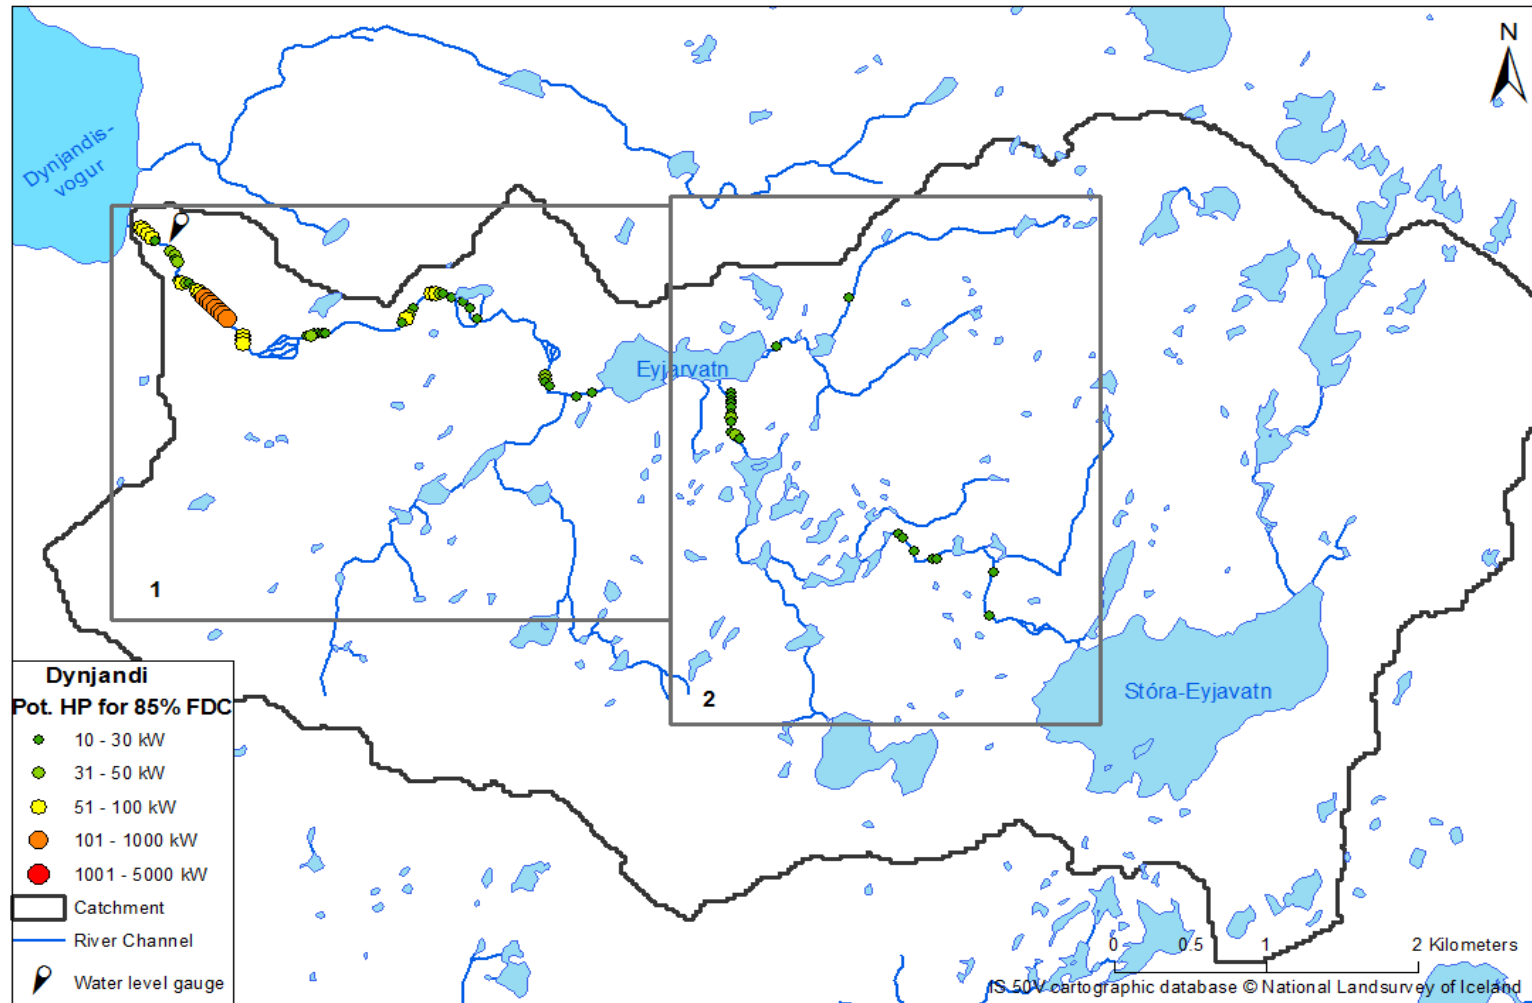 N
Dynjandis-
vogur
Eyjarvatn
1
2
Stóra-Eyjavatn
Dynjandi
Pot. HP for 85% FDC
10 - 30 kW
31 - 50 kW
51 - 100 kW
101 - 1000 kW
1001 - 5000 kW
Catchment
River Channel
Water level gauge
0 0.5 1 2 Kilometers
IS 50V cartographic database © National Landsurvey of Iceland